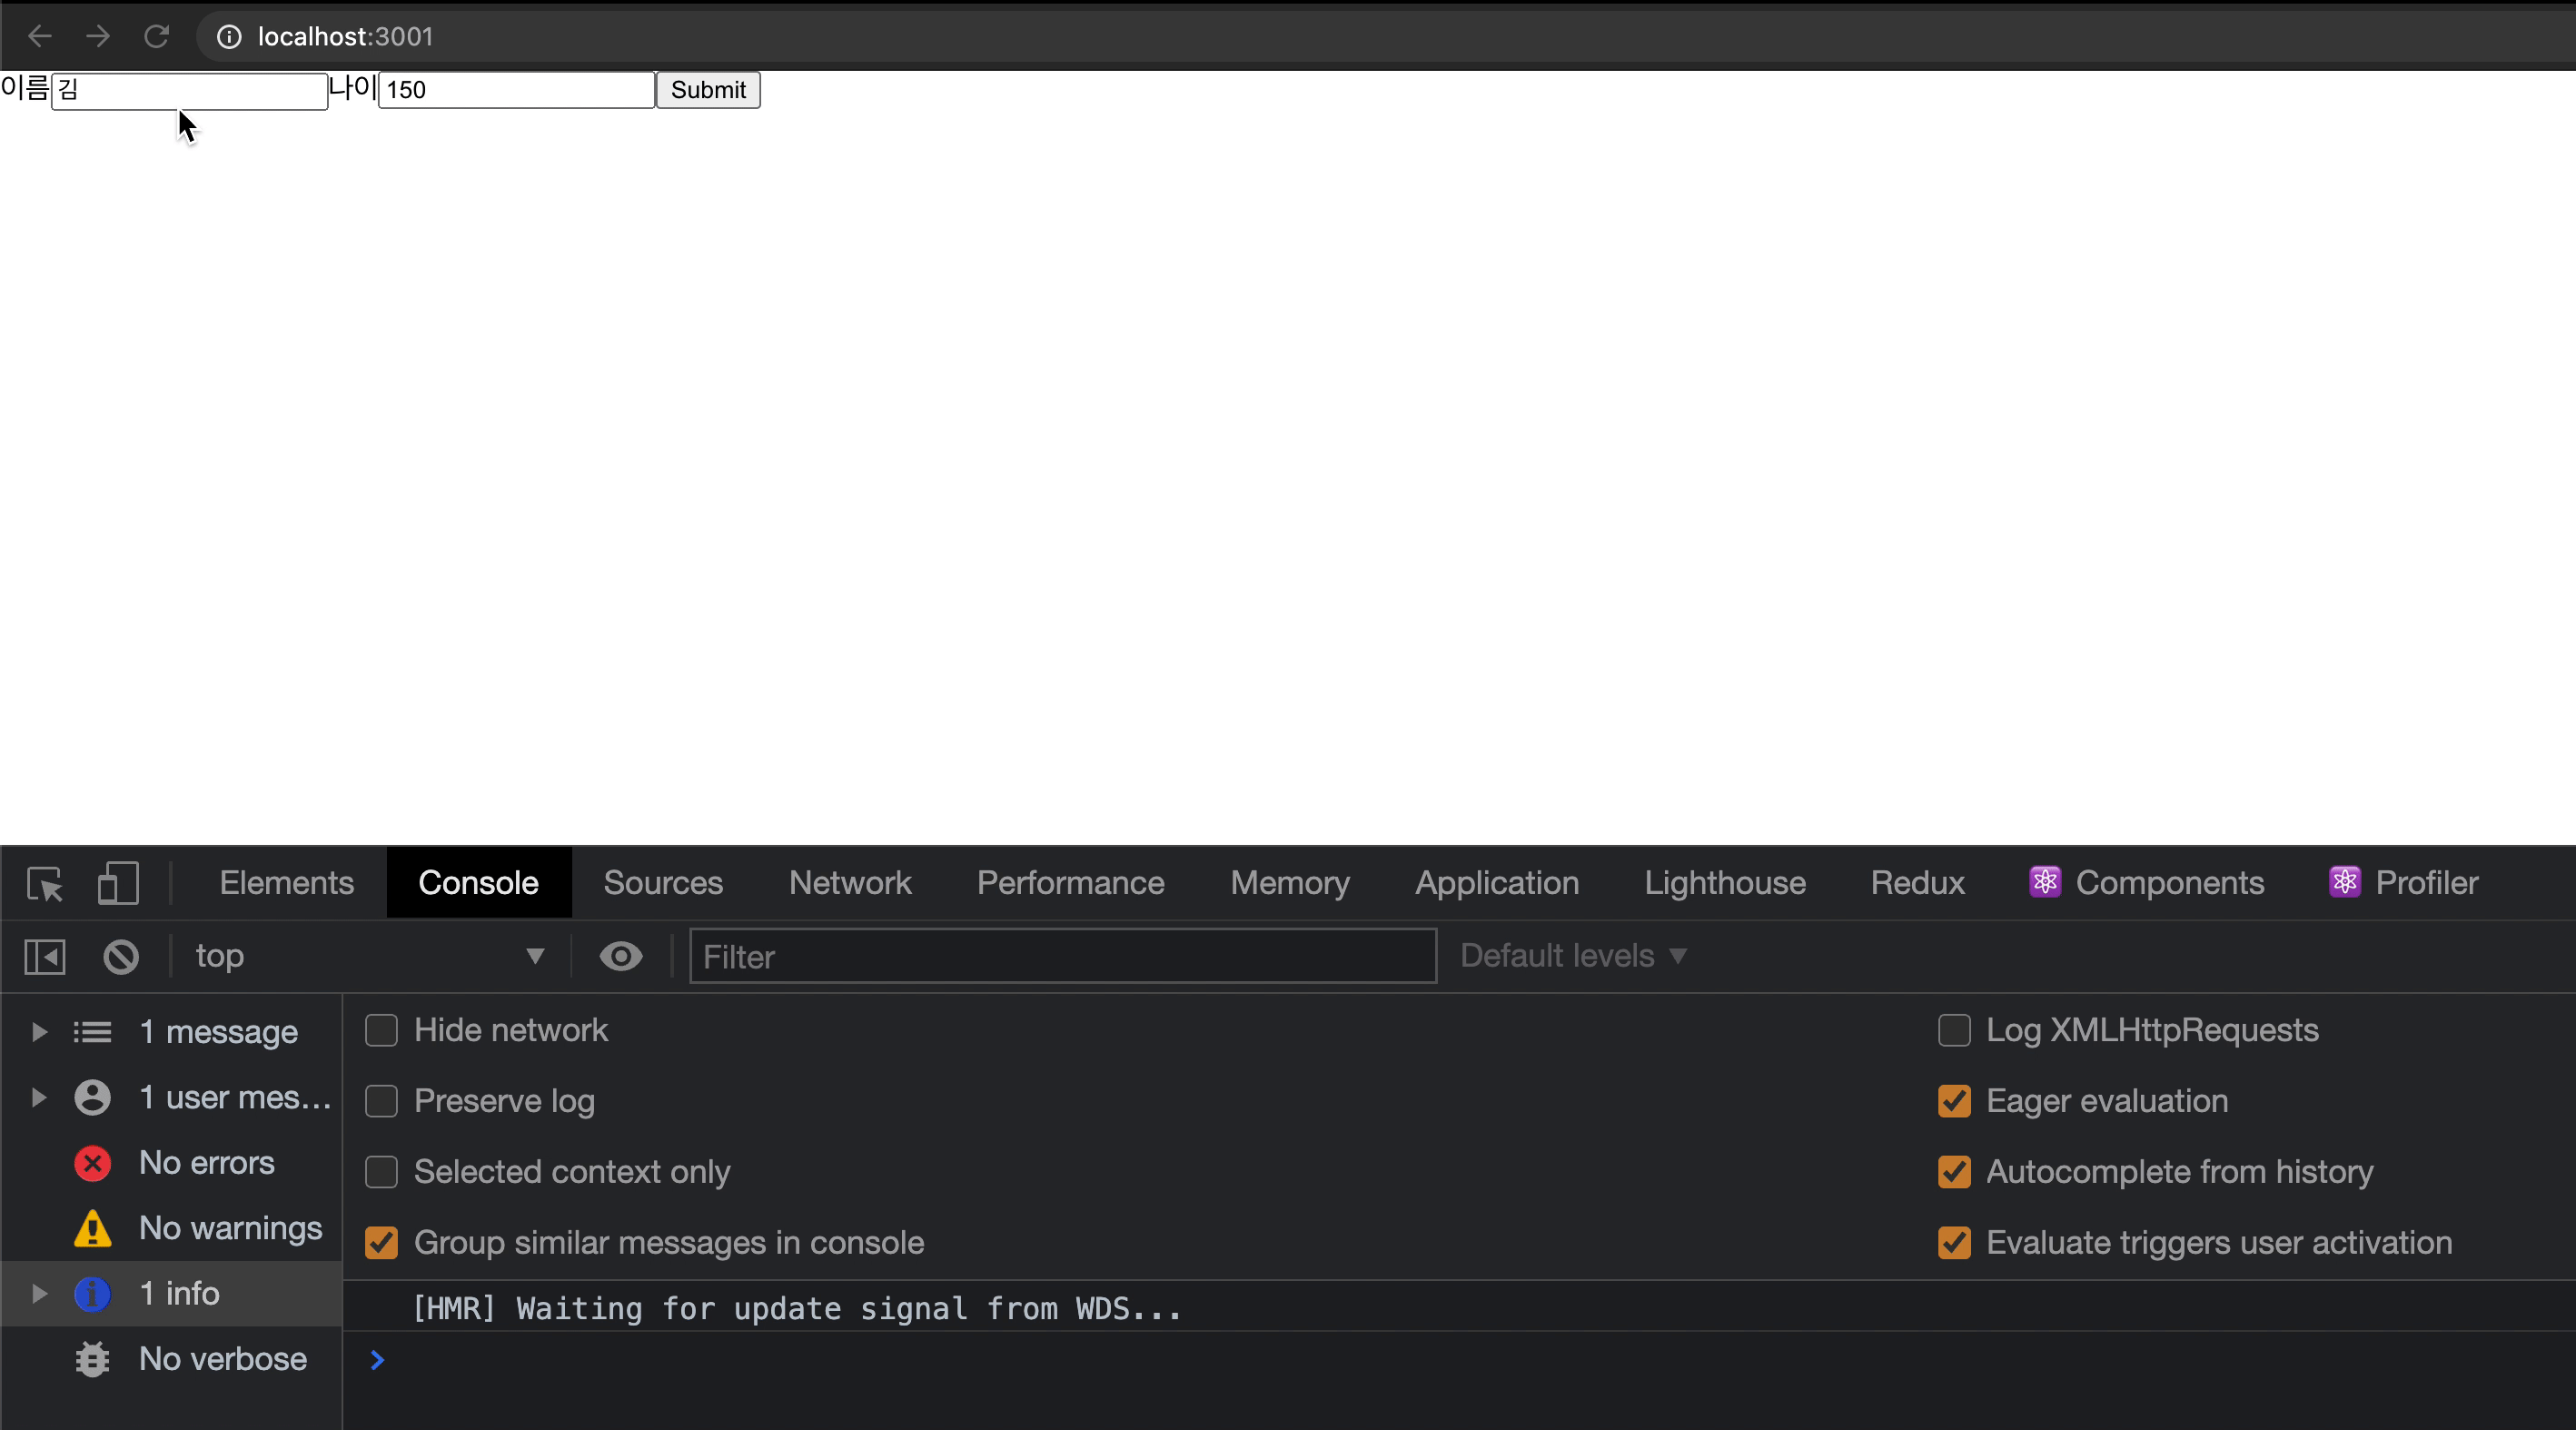 localhost:3001
이름 김 나이 150 Submit
Elements Console Sources Network Performance Memory Application Lighthouse Redux Components Profiler
top Filter Default levels
1 message
1 user mes...
No errors
No warnings
1 info
No verbose
Hide network Log XMLHttpRequests
Preserve log Eager evaluation
Selected context only Autocomplete from history
Group similar messages in console Evaluate triggers user activation
[HMR] Waiting for update signal from WDS...